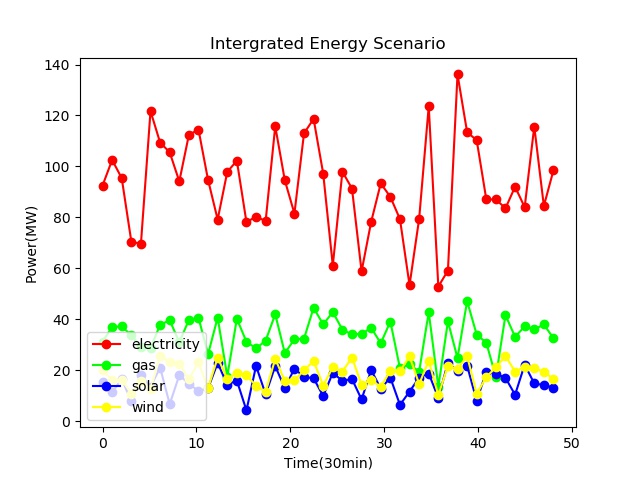 Intergrated Energy Scenario
Power(MW)
140
120
100
80
60
40
20
0
electricity
gas
solar
wind
0 10 20 30 40 50
Time(30min)